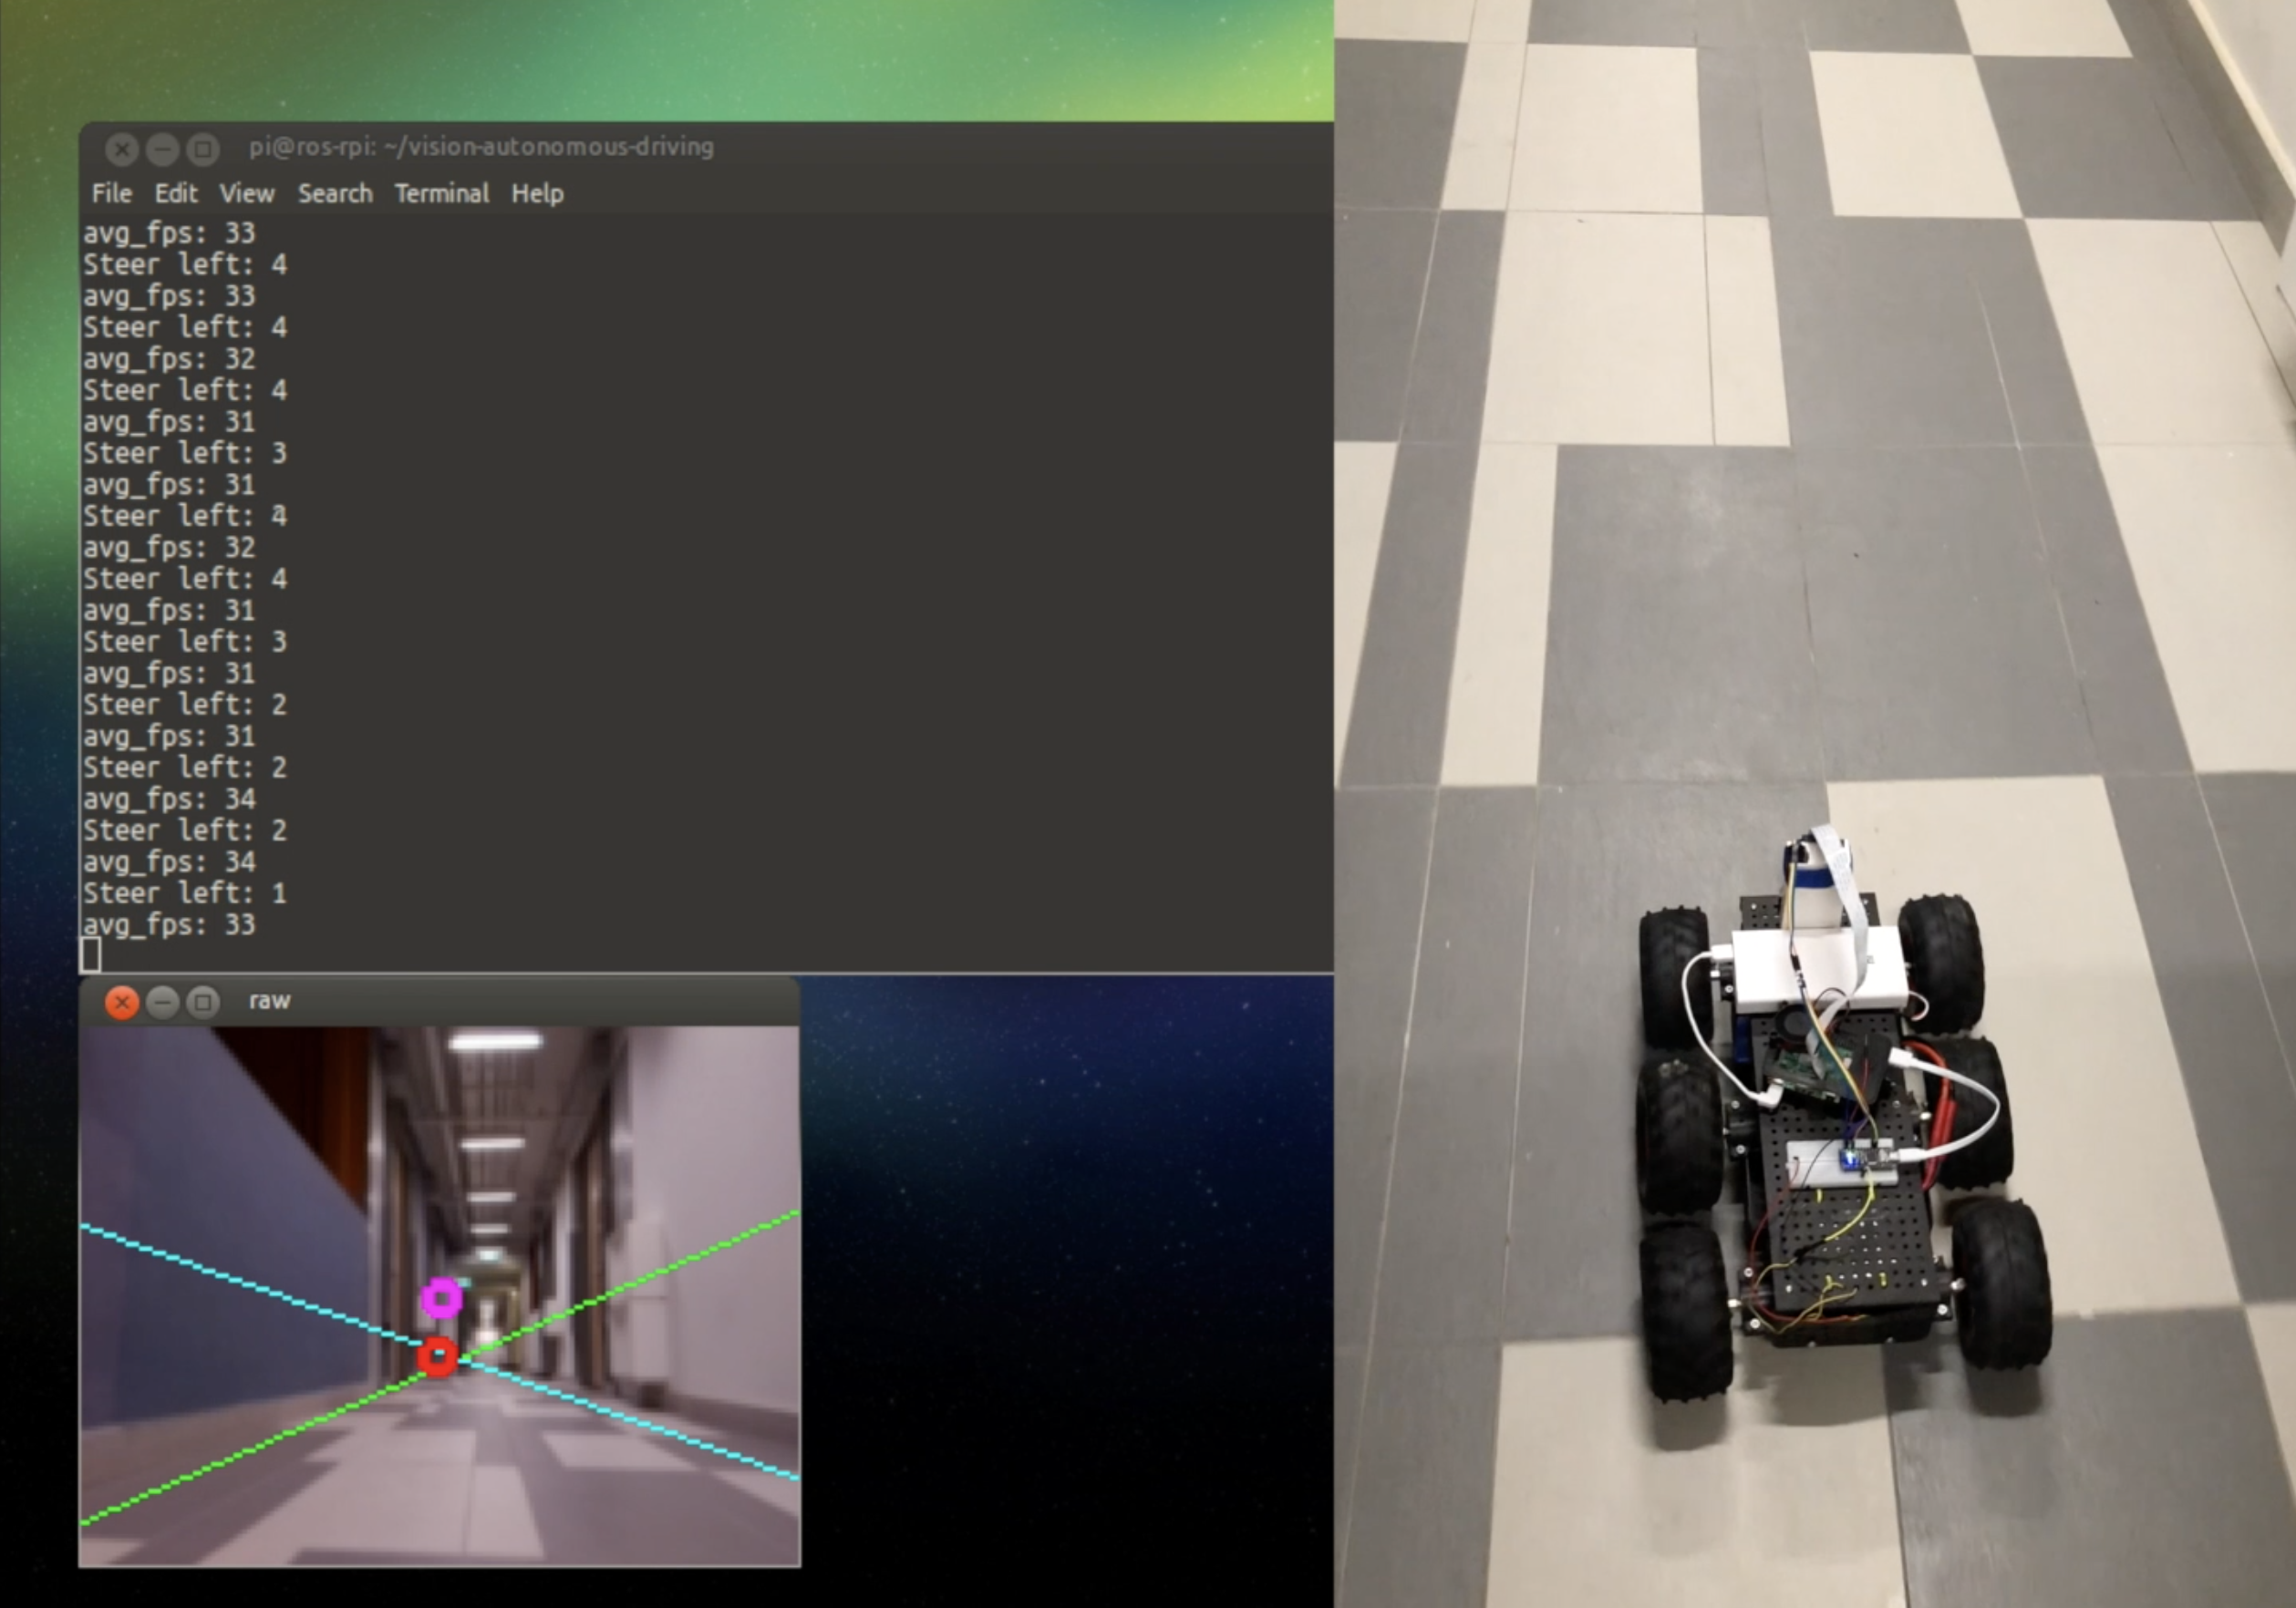 pi@ros-rpi: ~/vision-autonomous-driving
File Edit View Search Terminal Help
avg_fps: 33
Steer left: 4
avg_fps: 33
Steer left: 4
avg_fps: 32
Steer left: 4
avg_fps: 31
Steer left: 3
avg_fps: 31
Steer left: 4
avg_fps: 32
Steer left: 4
avg_fps: 31
Steer left: 3
avg_fps: 31
Steer left: 2
avg_fps: 31
Steer left: 2
avg_fps: 34
Steer left: 2
avg_fps: 34
Steer left: 1
avg_fps: 33
raw